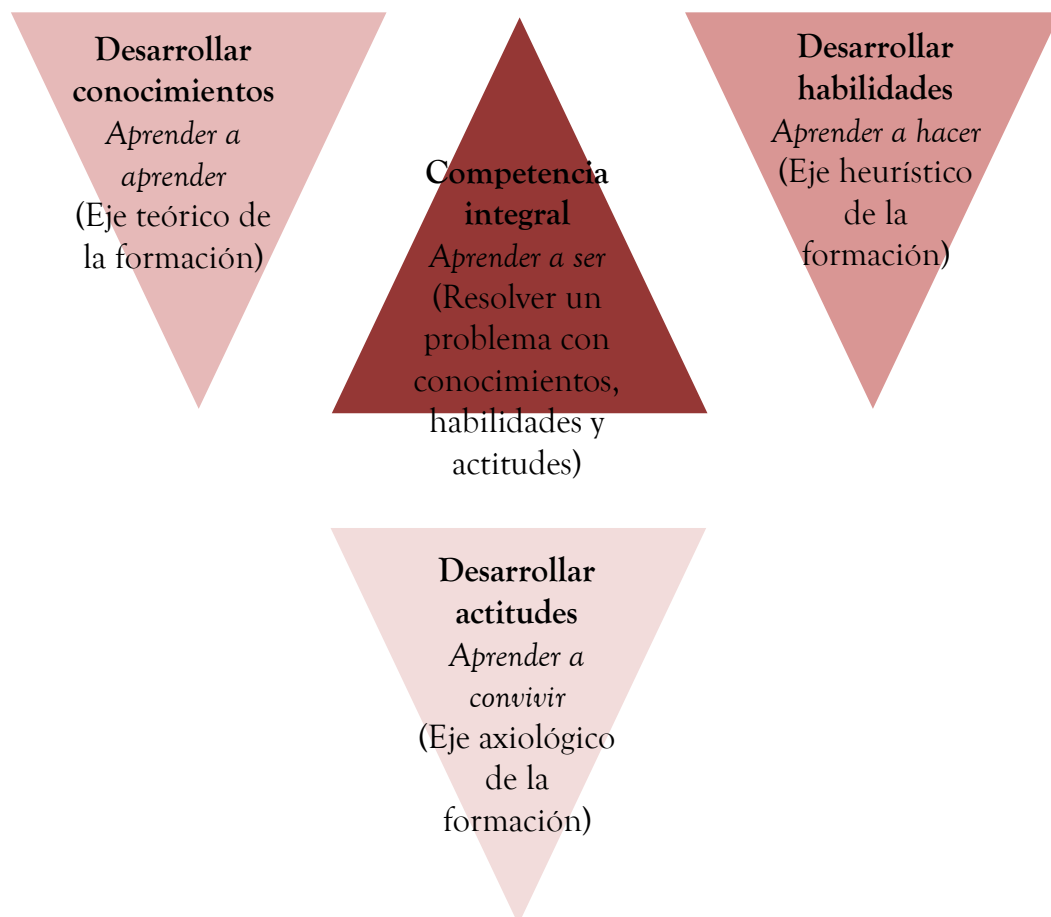 Desarrollar
conocimientos
Aprender a
aprender
(Eje teórico de
la formación)
Competencia
integral
Aprender a ser
(Resolver un
problema con
conocimientos,
habilidades y
actitudes)
Desarrollar
habilidades
Aprender a hacer
(Eje heurístico
de la
formación)
Desarrollar
actitudes
Aprender a
convivir
(Eje axiológico
de la
formación)